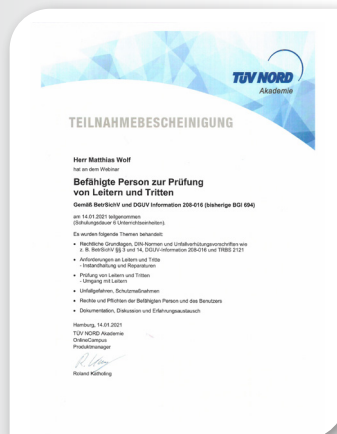 TÜV NORD
Akademie
TEILNAHMEBESCHEINIGUNG
Herr Matthias Wolf
hat an dem Webinar
Befähigte Person zur Prüfung
von Leitern und Tritten
Gemäß BetrSichV und DGUV Information 208-016 (bisherige BGI 694)
am 14.01.2021 teilgenommen
(Schulungsdauer 6 Unterrichtseinheiten).
Es wurden folgende Themen behandelt:
• Rechtliche Grundlagen, DIN-Normen und Unfallverhütungsvorschriften wie
z. B. BetrSichV §§ 3 und 14, DGUV-Information 208-016 und TRBS 2121
• Anforderungen an Leitern und Tritte
- Instandhaltung und Reparaturen
• Prüfung von Leitern und Tritten
- Umgang mit Leitern
• Unfallgefahren, Schutzmaßnahmen
• Rechte und Pflichten der Befähigten Person und des Benutzers
• Dokumentation, Diskussion und Erfahrungsaustausch
Hamburg, 14.01.2021
TÜV NORD Akademie
OnlineCampus
Produktmanager
Roland Katholing